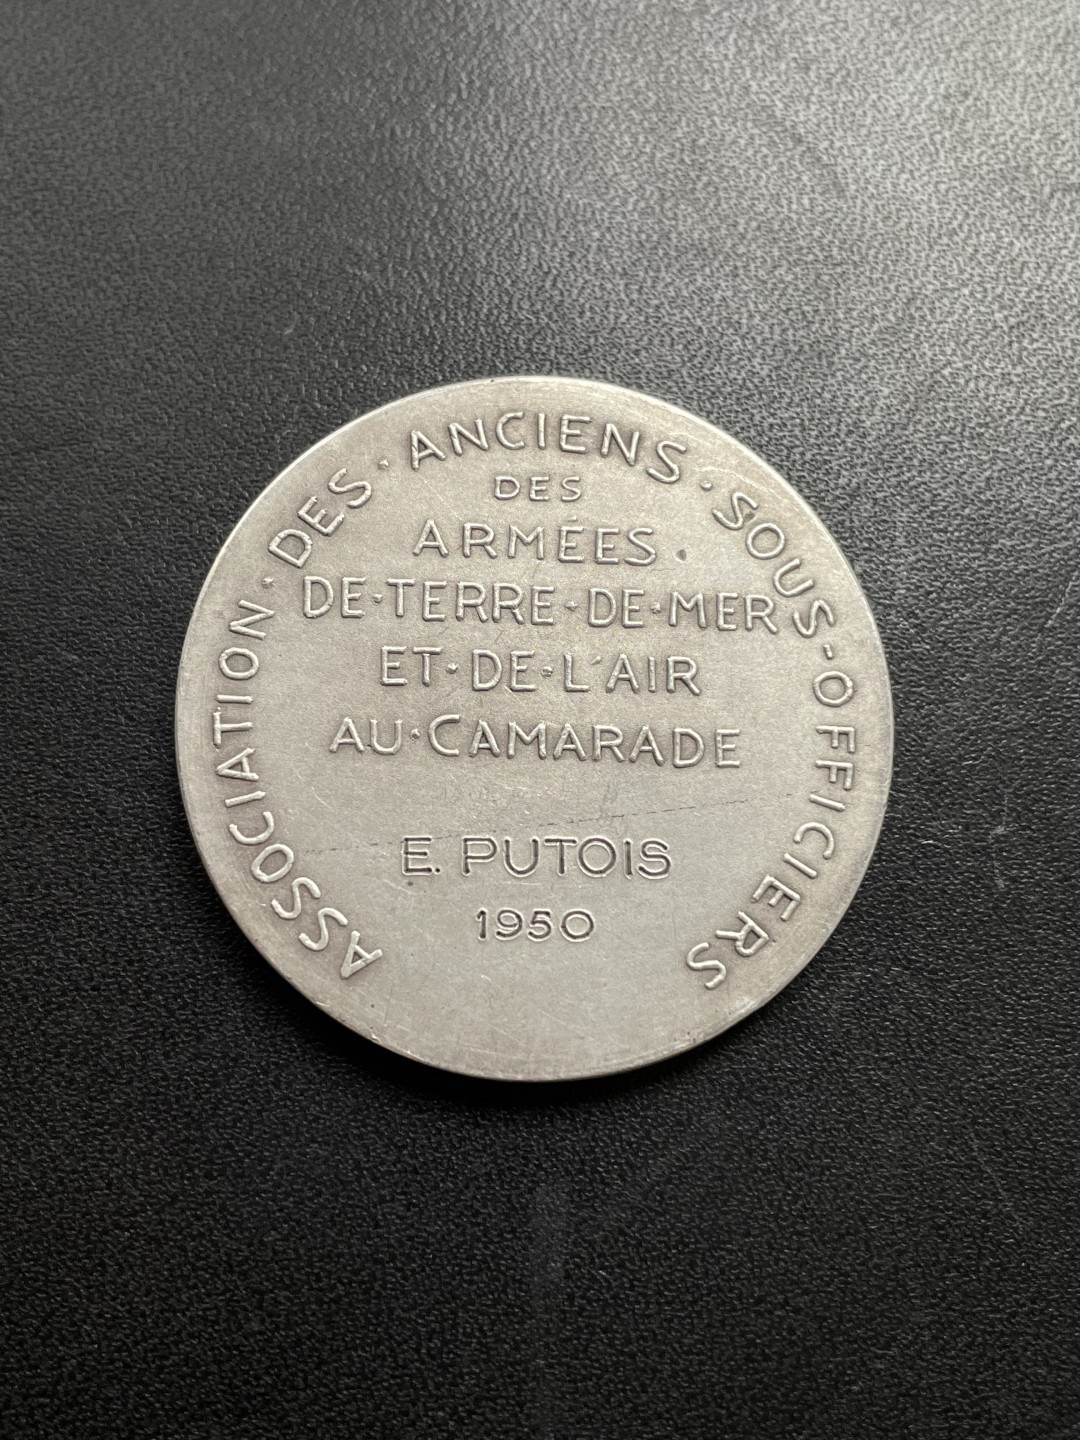 ASSOCIATION·DES·ANCIENS·SOUS-OFFICIERS
DES
ARMÉES
DE·TERRE·DE·MER
ET·DE·L'AIR
AU·CAMARADE
E. PUTOIS
1950